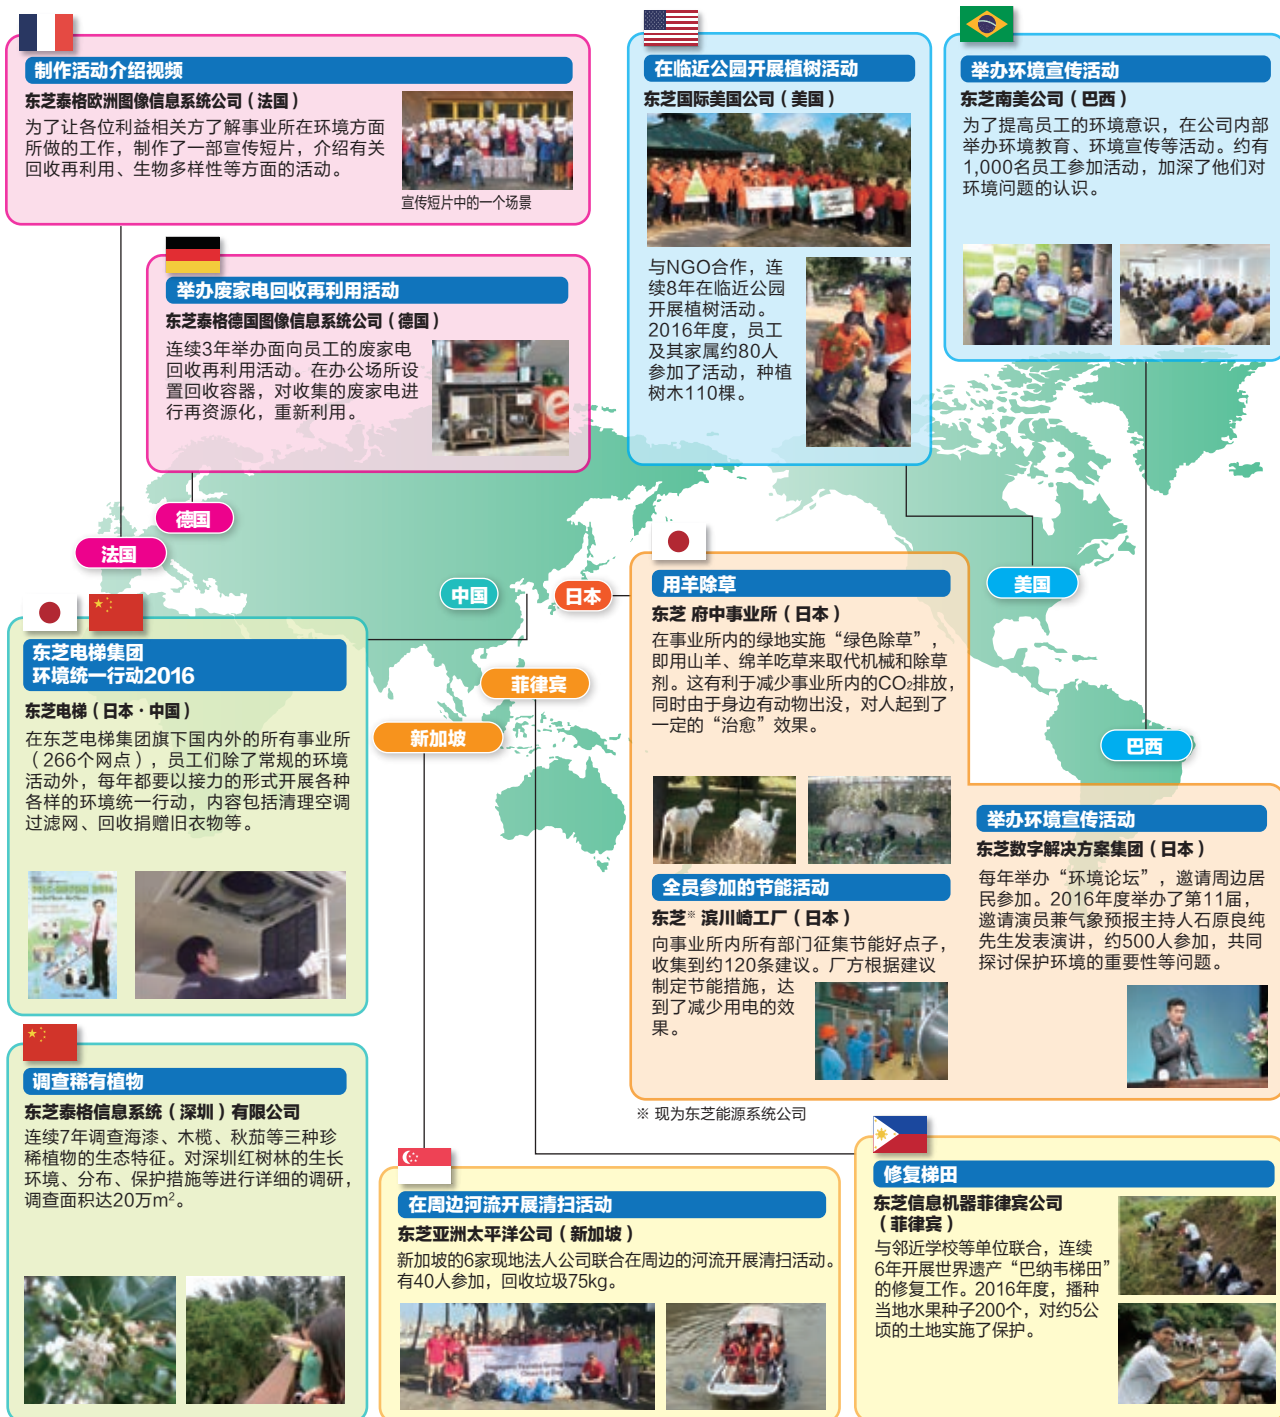 制作活动介绍视频
东芝泰格欧洲图像信息系统公司（法国）
为了让各位利益相关方了解事业所在环境方面
所做的工作，制作了一部宣传短片，介绍有关
回收再利用、生物多样性等方面的活动。
宣传短片中的一个场景
举办废家电回收再利用活动
东芝泰格德国图像信息系统公司（德国）
连续3年举办面向员工的废家电
回收再利用活动。在办公场所设
置回收容器，对收集的废家电进
行再资源化，重新利用。
在临近公园开展植树活动
东芝国际美国公司（美国）
与NGO合作，连
续8年在临近公园
开展植树活动。
2016年度，员工
及其家属约80人
参加了活动，种植
树木110棵。
举办环境宣传活动
东芝南美公司（巴西）
为了提高员工的环境意识，在公司内部
举办环境教育、环境宣传等活动。约有
1,000名员工参加活动，加深了他们对
环境问题的认识。
德国
法国
中国
日本
美国
菲律宾
新加坡
巴西
东芝电梯集团
环境统一行动2016
东芝电梯（日本・中国）
在东芝电梯集团旗下国内外的所有事业所
（266个网点），员工们除了常规的环境
活动外，每年都要以接力的形式开展各种
各样的环境统一行动，内容包括清理空调
过滤网、回收捐赠旧衣物等。
用羊除草
东芝 府中事业所（日本）
在事业所内的绿地实施“绿色除草”，
即用山羊、绵羊吃草来取代机械和除草
剂。这有利于减少事业所内的CO₂排放，
同时由于身边有动物出没，对人起到了
一定的“治愈”效果。
全员参加的节能活动
东芝※ 滨川崎工厂（日本）
向事业所内所有部门征集节能好点子，
收集到约120条建议。厂方根据建议
制定节能措施，达
到了减少用电的效
果。
举办环境宣传活动
东芝数字解决方案集团（日本）
每年举办“环境论坛”，邀请周边居
民参加。2016年度举办了第11届，
邀请演员兼气象预报主持人石原良纯
先生发表演讲，约500人参加，共同
探讨保护环境的重要性等问题。
※ 现为东芝能源系统公司
调查稀有植物
东芝泰格信息系统（深圳）有限公司
连续7年调查海漆、木榄、秋茄等三种珍
稀植物的生态特征。对深圳红树林的生长
环境、分布、保护措施等进行详细的调研，
调查面积达20万m²。
在周边河流开展清扫活动
东芝亚洲太平洋公司（新加坡）
新加坡的6家现地法人公司联合在周边的河流开展清扫活动。
有40人参加，回收垃圾75kg。
修复梯田
东芝信息机器菲律宾公司
（菲律宾）
与邻近学校等单位联合，连续
6年开展世界遗产“巴纳韦梯田”
的修复工作。2016年度，播种
当地水果种子200个，对约5公
顷的土地实施了保护。